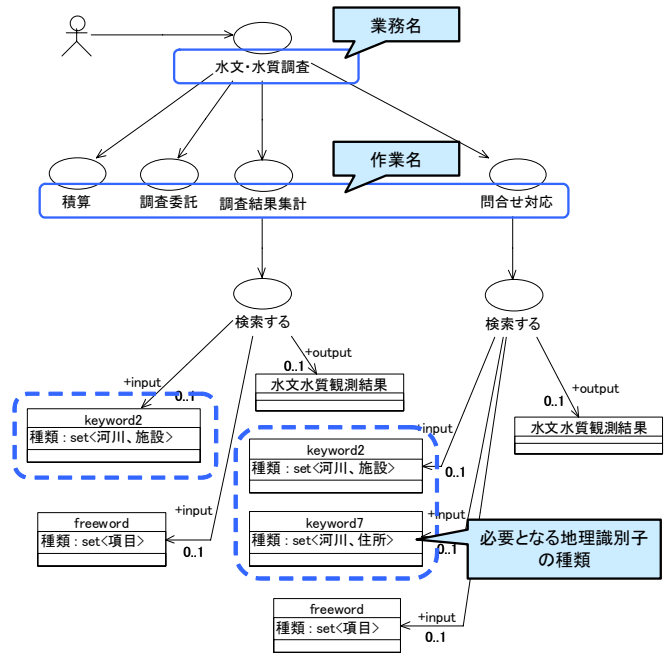 業務名
水文・水質調査
作業名
積算
調査委託
調査結果集計
問合せ対応
検索する
検索する
+output
0..1
水文水質観測結果
+input
0..1
keyword2
種類 : set<河川、施設>
+output
0..1
水文水質観測結果
+input
0..1
keyword2
種類 : set<河川、施設>
freeword
種類 : set<項目>
+input
0..1
keyword7
種類 : set<河川、住所>
+input
0..1
必要となる地理識別子
の種類
freeword
種類 : set<項目>
+input
0..1